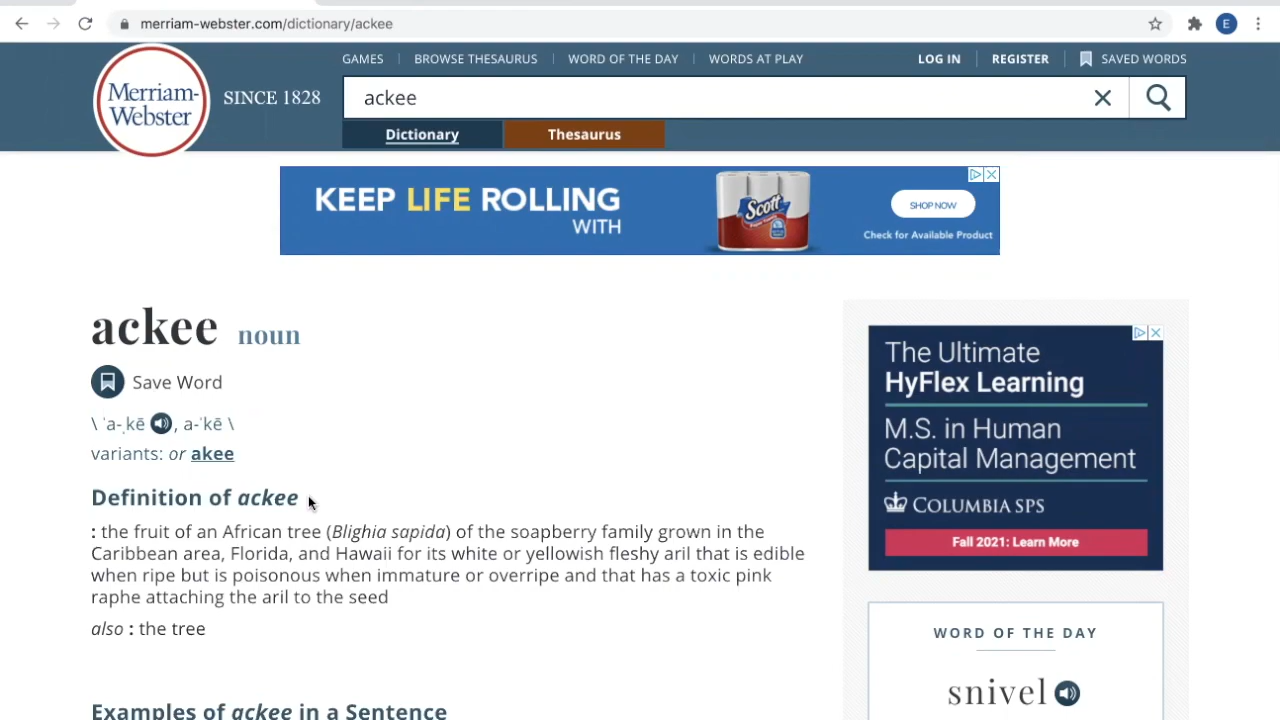 merriam-webster.com/dictionary/ackee
E
GAMES
BROWSE THESAURUS
WORD OF THE DAY
WORDS AT PLAY
LOG IN
REGISTER
SAVED WORDS
Merriam-
Webster
SINCE 1828
ackee
Dictionary
Thesaurus
KEEP LIFE ROLLING
WITH
Scott
SHOP NOW
Check for Available Product
ackee noun
Save Word
\ ˈa-ˌkē , a-ˈkē \
variants: or akee
Definition of ackee
: the fruit of an African tree (Blighia sapida) of the soapberry family grown in the
Caribbean area, Florida, and Hawaii for its white or yellowish fleshy aril that is edible
when ripe but is poisonous when immature or overripe and that has a toxic pink
raphe attaching the aril to the seed
also : the tree
Examples of ackee in a Sentence
The Ultimate
HyFlex Learning
M.S. in Human
Capital Management
COLUMBIA SPS
Fall 2021: Learn More
WORD OF THE DAY
snivel